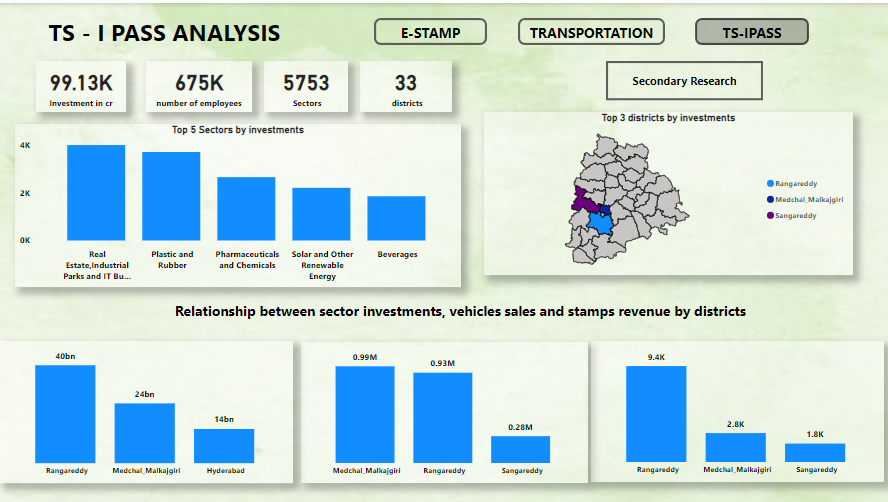 TS - I PASS ANALYSIS
E-STAMP
TRANSPORTATION
TS-IPASS
99.13K
Investment in cr
675K
number of employees
5753
Sectors
33
districts
Secondary Research
Top 5 Sectors by investments
4K
2K
0K
Real
Estate,Industrial
Parks and IT Bu...
Plastic and
Rubber
Pharmaceuticals
and Chemicals
Solar and Other
Renewable
Energy
Beverages
Top 3 districts by investments
Rangareddy
Medchal_Malkajgiri
Sangareddy
Relationship between sector investments, vehicles sales and stamps revenue by districts
40bn
24bn
14bn
Rangareddy
Medchal_Malkajgiri
Hyderabad
0.99M
0.93M
0.28M
Medchal_Malkajgiri
Rangareddy
Sangareddy
9.4K
2.8K
1.8K
Rangareddy
Medchal_Malkajgiri
Sangareddy